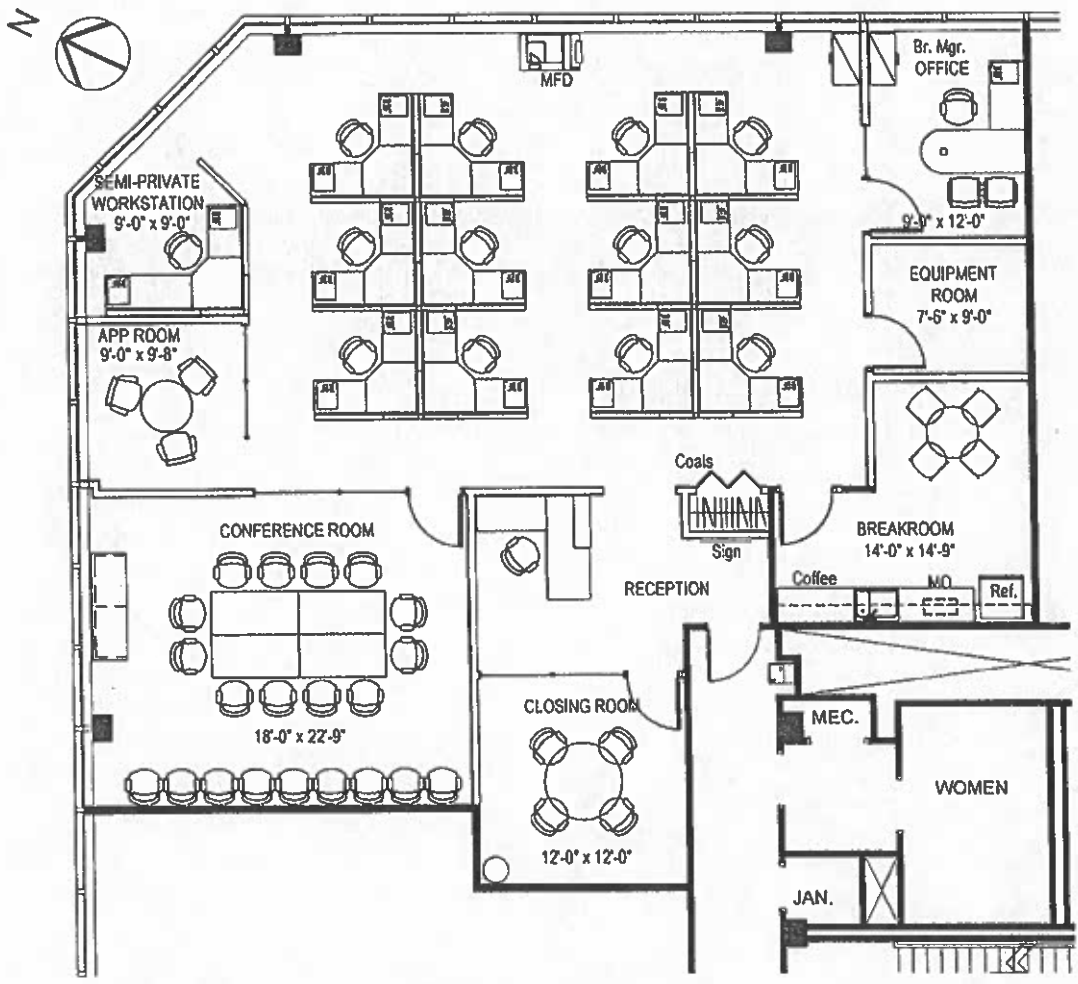 N
Br. Mgr.
OFFICE
MFD
SEMI-PRIVATE
WORKSTATION
9'-0" x 9'-0"
9'-0" x 12'-0"
EQUIPMENT
ROOM
7'-6" x 9'-0"
APP ROOM
9'-0" x 9'-8"
Coals
CONFERENCE ROOM
BREAKROOM
14'-0" x 14'-9"
Sign
Coffee
MO
Ref.
RECEPTION
CLOSING ROOM
18'-0" x 22'-9"
MEC.
WOMEN
12'-0" x 12'-0"
JAN.